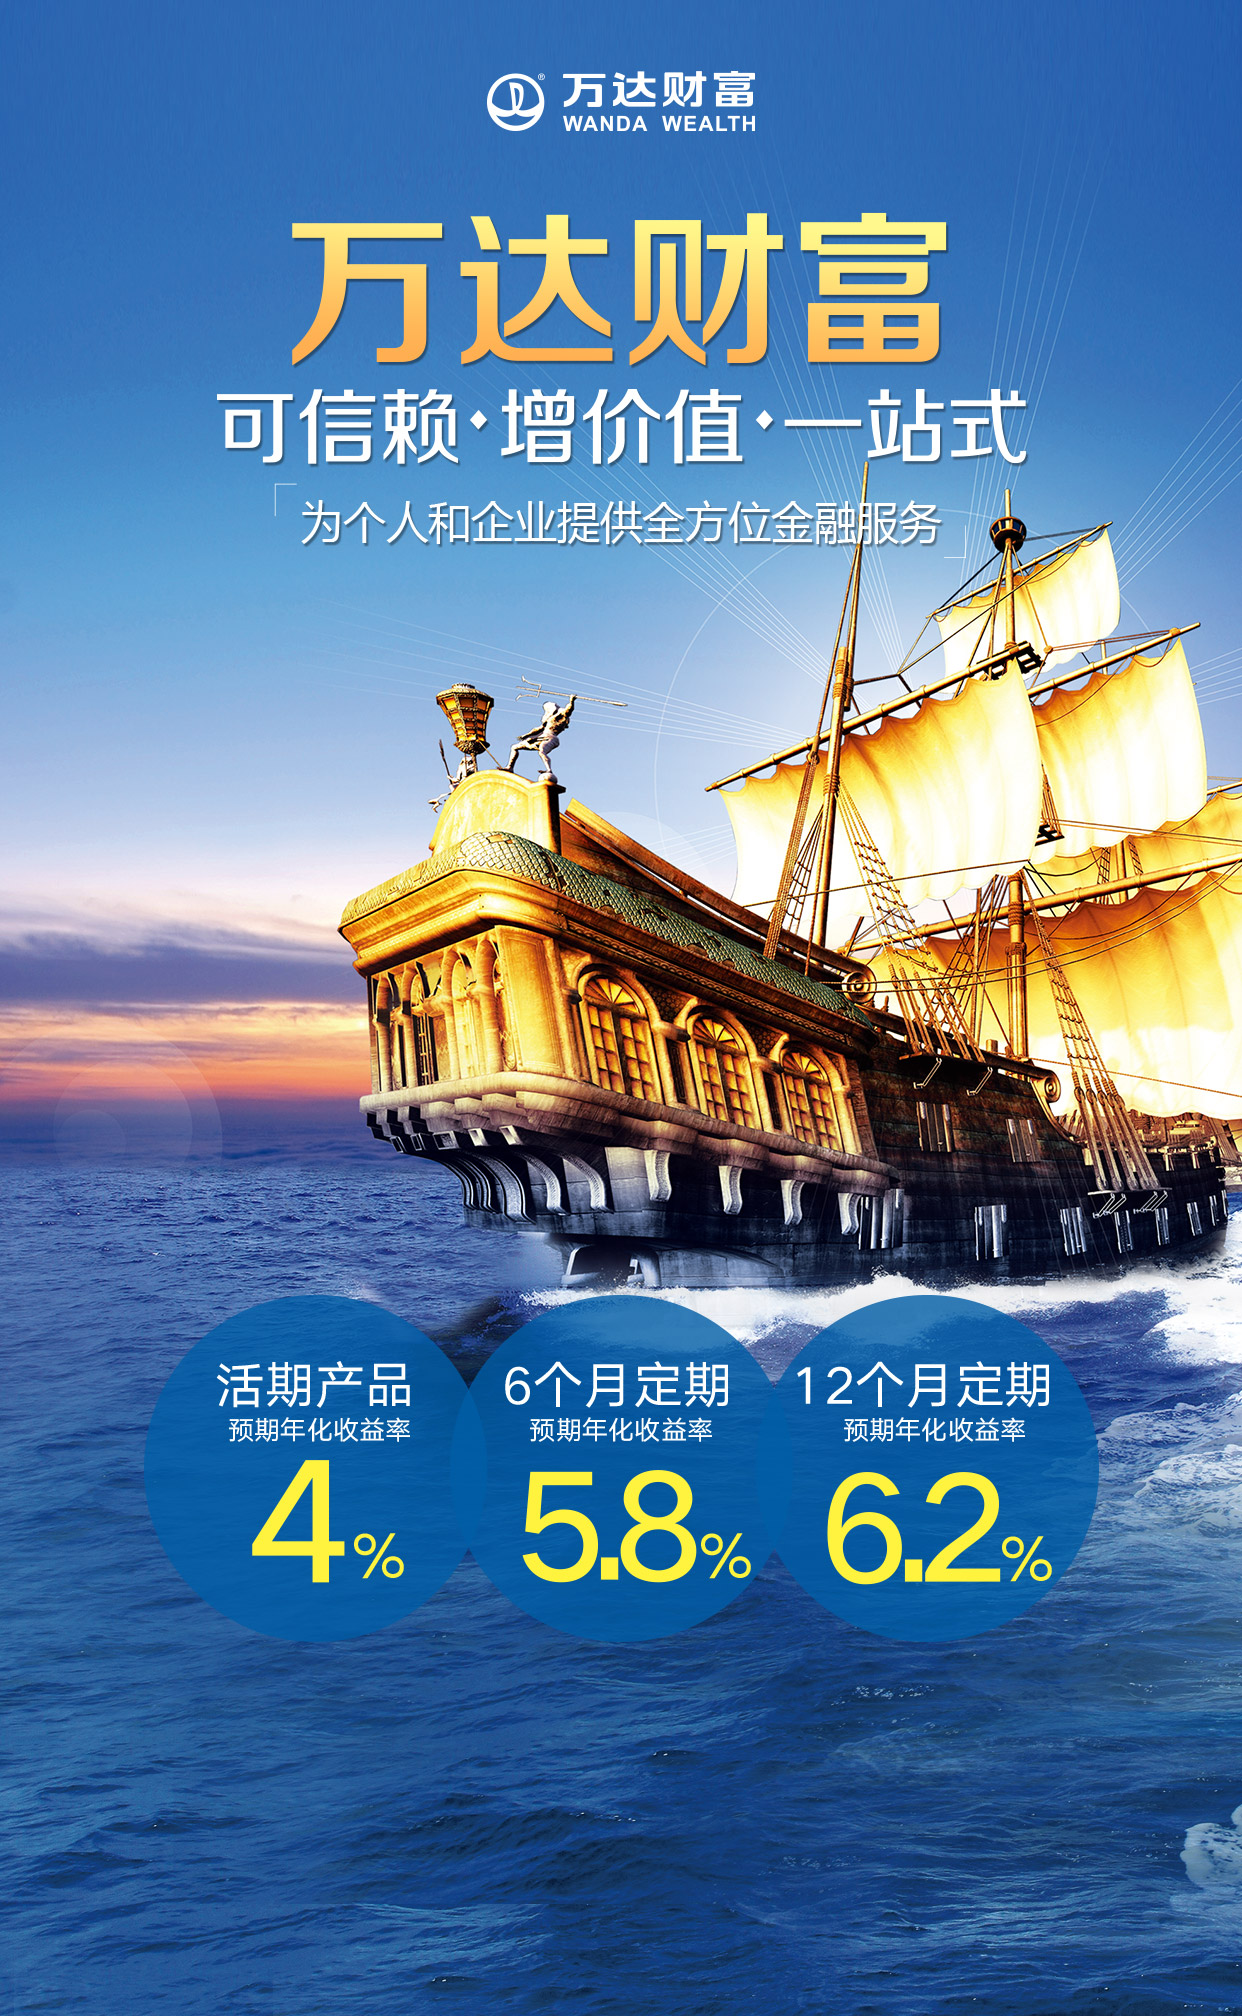 万达财富
WANDA WEALTH
万达财富
可信赖·增价值·一站式
「为个人和企业提供全方位金融服务」
活期产品
预期年化收益率
4%
6个月定期
预期年化收益率
5.8%
12个月定期
预期年化收益率
6.2%